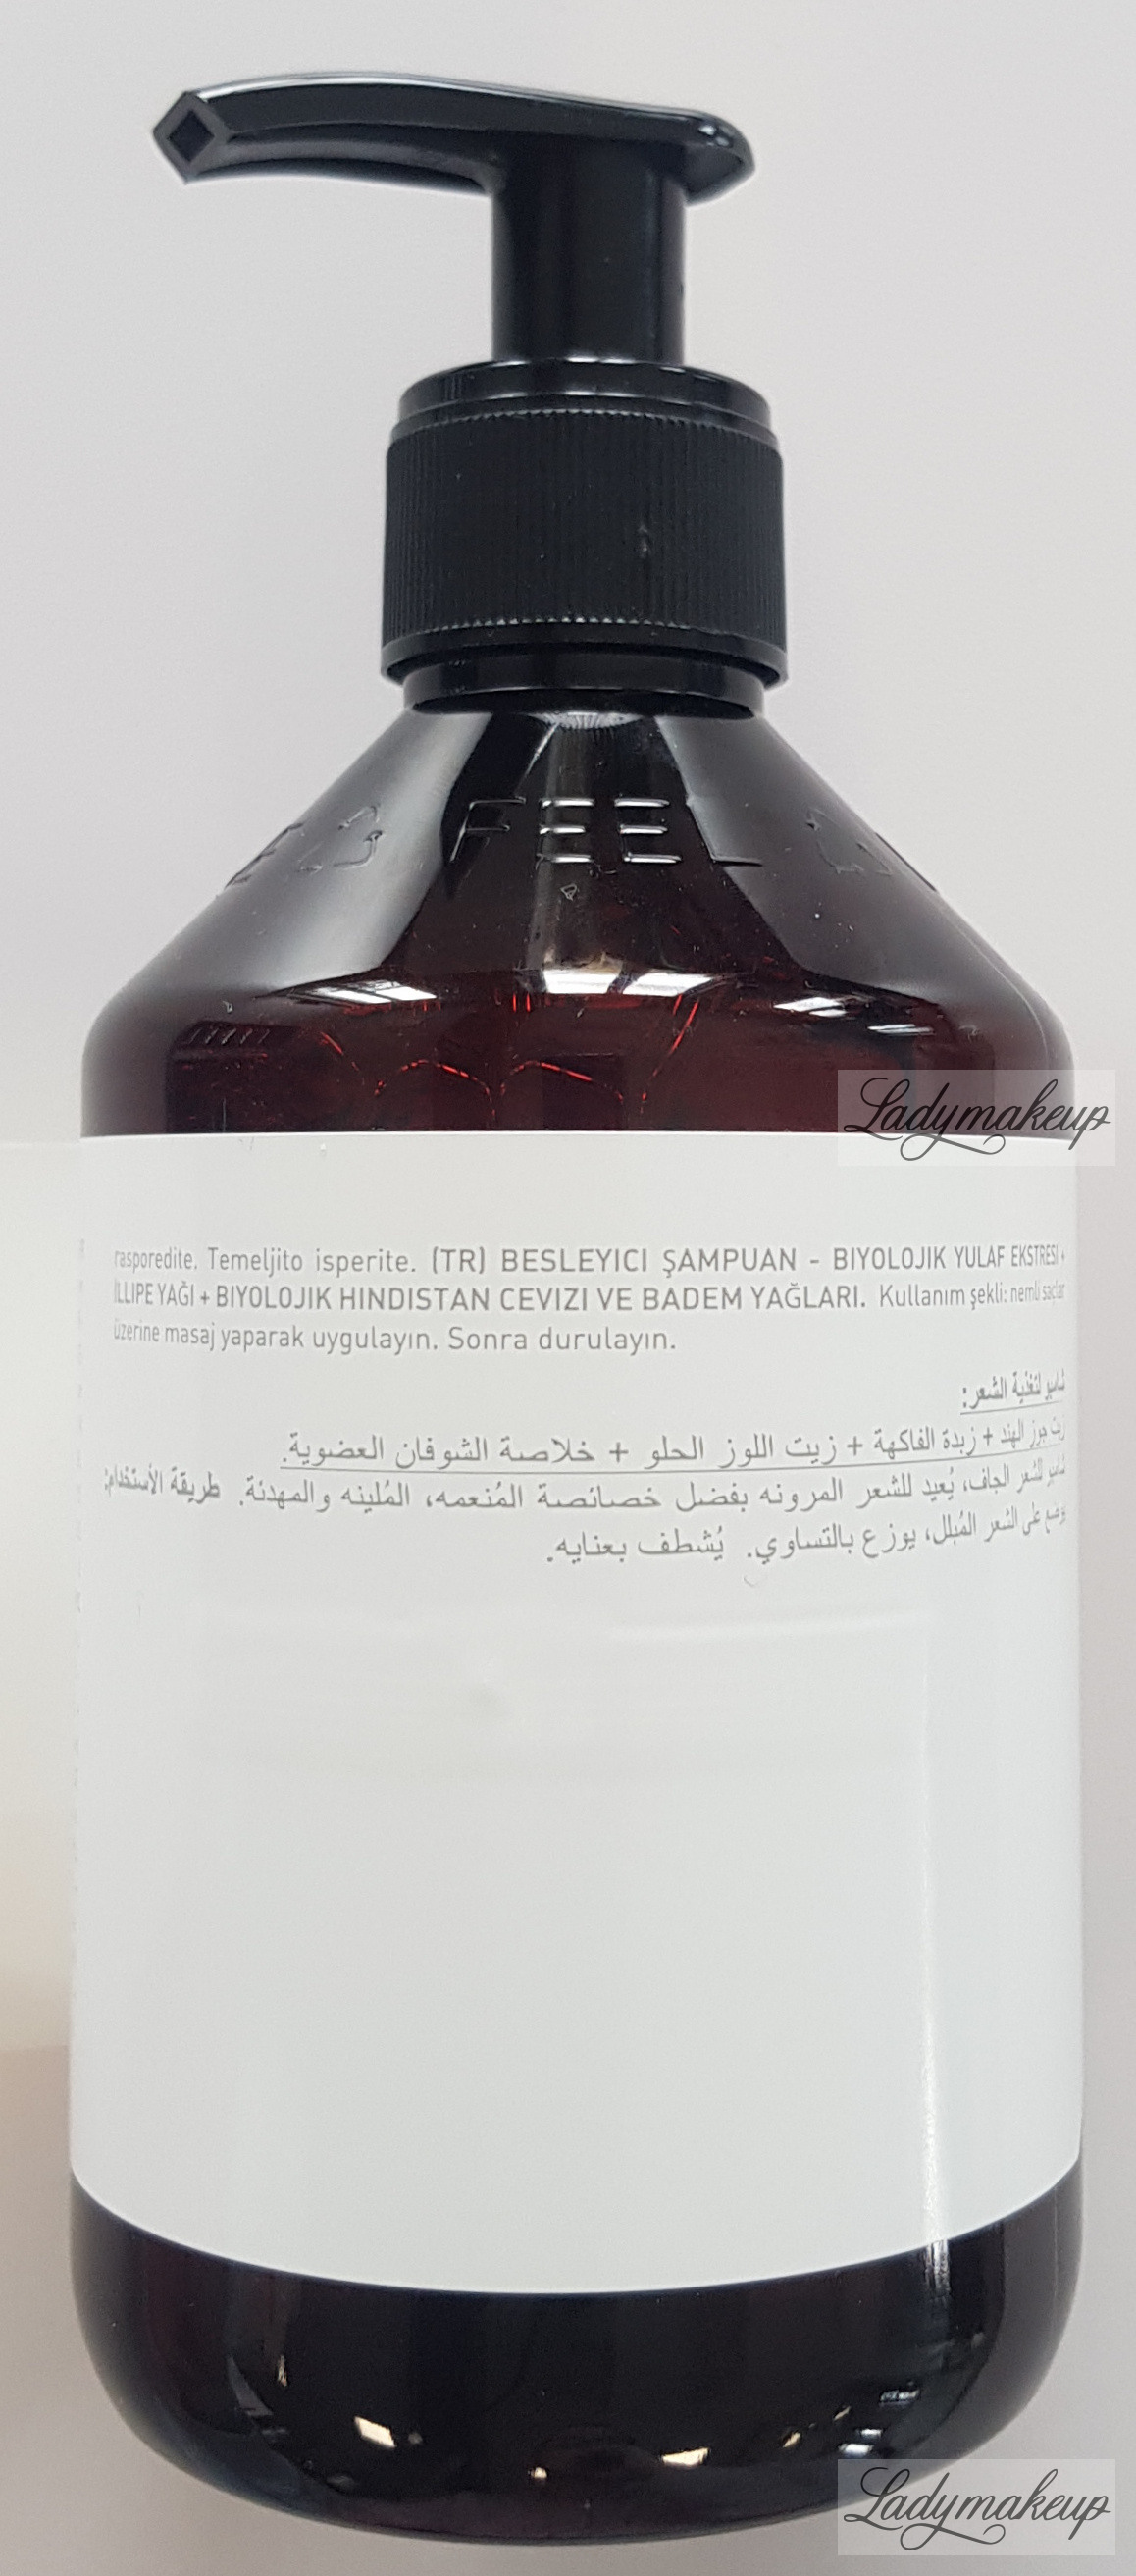 FEEL
Ladymakeup
rasporedite. Temeljito isperite. (TR) BESLEYICI ŞAMPUAN - BIYOLOJIK YULAF EKSTRESI +
İLLIPE YAĞI + BIYOLOJIK HINDISTAN CEVIZI VE BADEM YAĞLARI. Kullanım şekli: nemli saçlar
üzerine masaj yaparak uygulayın. Sonra durulayın.
شامبو لتغذية الشعر:
زيت جوز الهند + زبدة الفاكهة + زيت اللوز الحلو + خلاصة الشوفان العضوية.
شامبو للشعر الجاف، يُعيد للشعر المرونه بفضل خصائصة المُنعمه، المُلينه والمهدئة. طريقة الأستخدام:
يوضع على الشعر المُبلل، يوزع بالتساوي. يُشطف بعنايه.
Ladymakeup